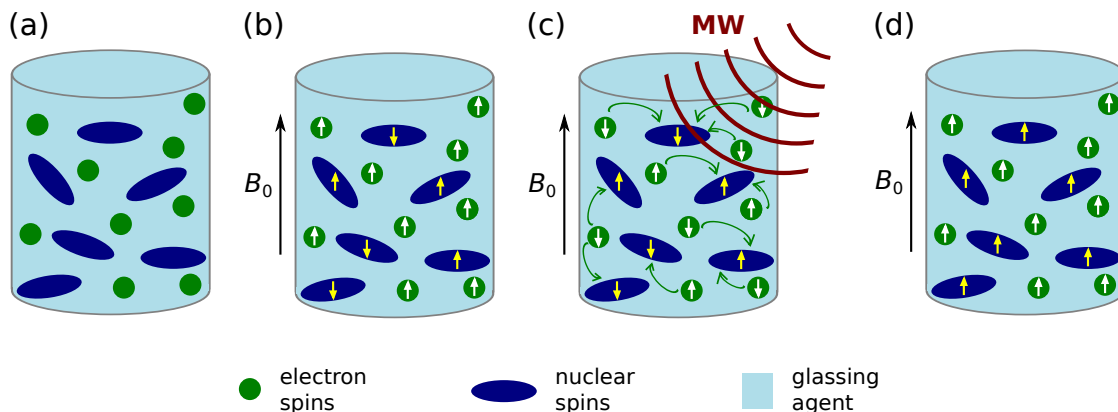 (a)
(b)
(c)
(d)
MW
B0
B0
B0
electron
spins
nuclear
spins
glassing
agent